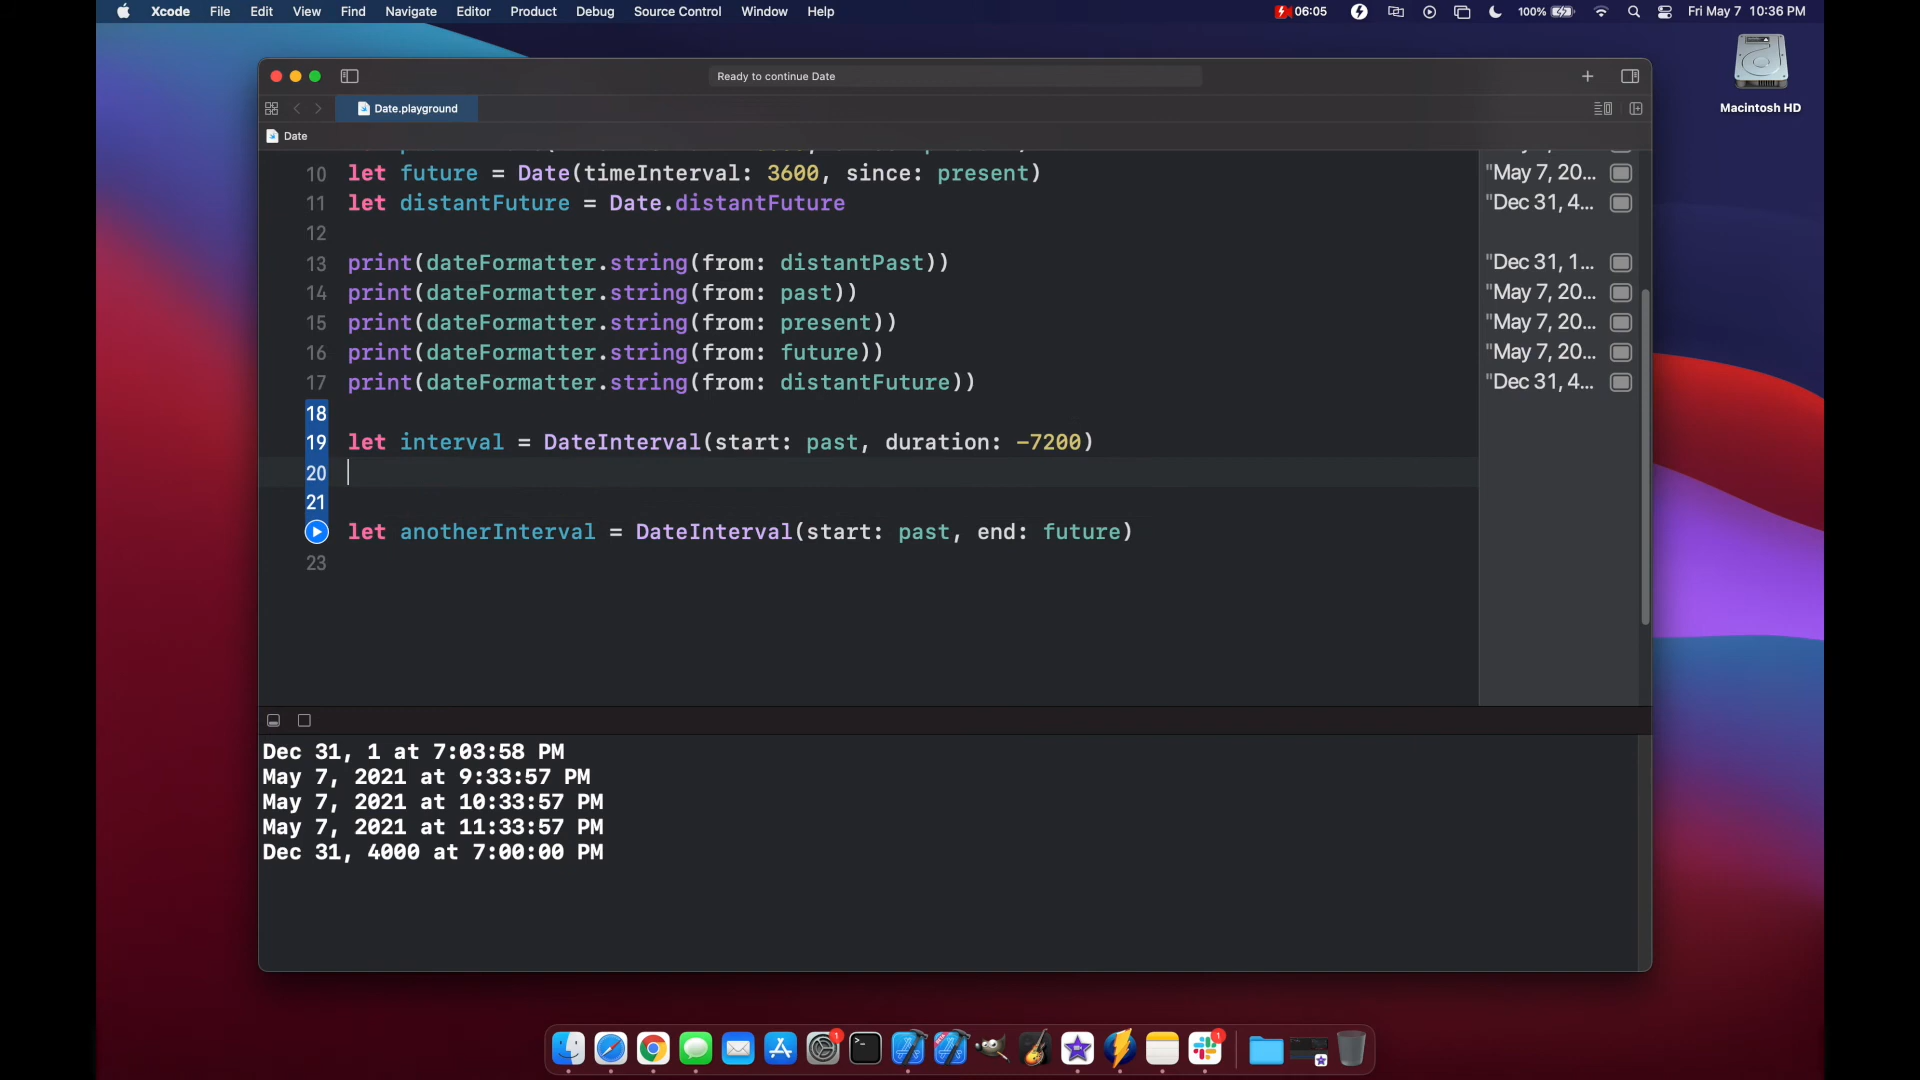 Xcode File Edit View Find Navigate Editor Product Debug Source Control Window Help 06:05 100% Fri May 7 10:36 PM
Macintosh HD
Ready to continue Date
Date.playground
Date
10 let future = Date(timeInterval: 3600, since: present) "May 7, 20...
11 let distantFuture = Date.distantFuture "Dec 31, 4...
12
13 print(dateFormatter.string(from: distantPast)) "Dec 31, 1...
14 print(dateFormatter.string(from: past)) "May 7, 20...
15 print(dateFormatter.string(from: present)) "May 7, 20...
16 print(dateFormatter.string(from: future)) "May 7, 20...
17 print(dateFormatter.string(from: distantFuture)) "Dec 31, 4...
18
19 let interval = DateInterval(start: past, duration: -7200)
20
21
let anotherInterval = DateInterval(start: past, end: future)
23
Dec 31, 1 at 7:03:58 PM
May 7, 2021 at 9:33:57 PM
May 7, 2021 at 10:33:57 PM
May 7, 2021 at 11:33:57 PM
Dec 31, 4000 at 7:00:00 PM
1
1